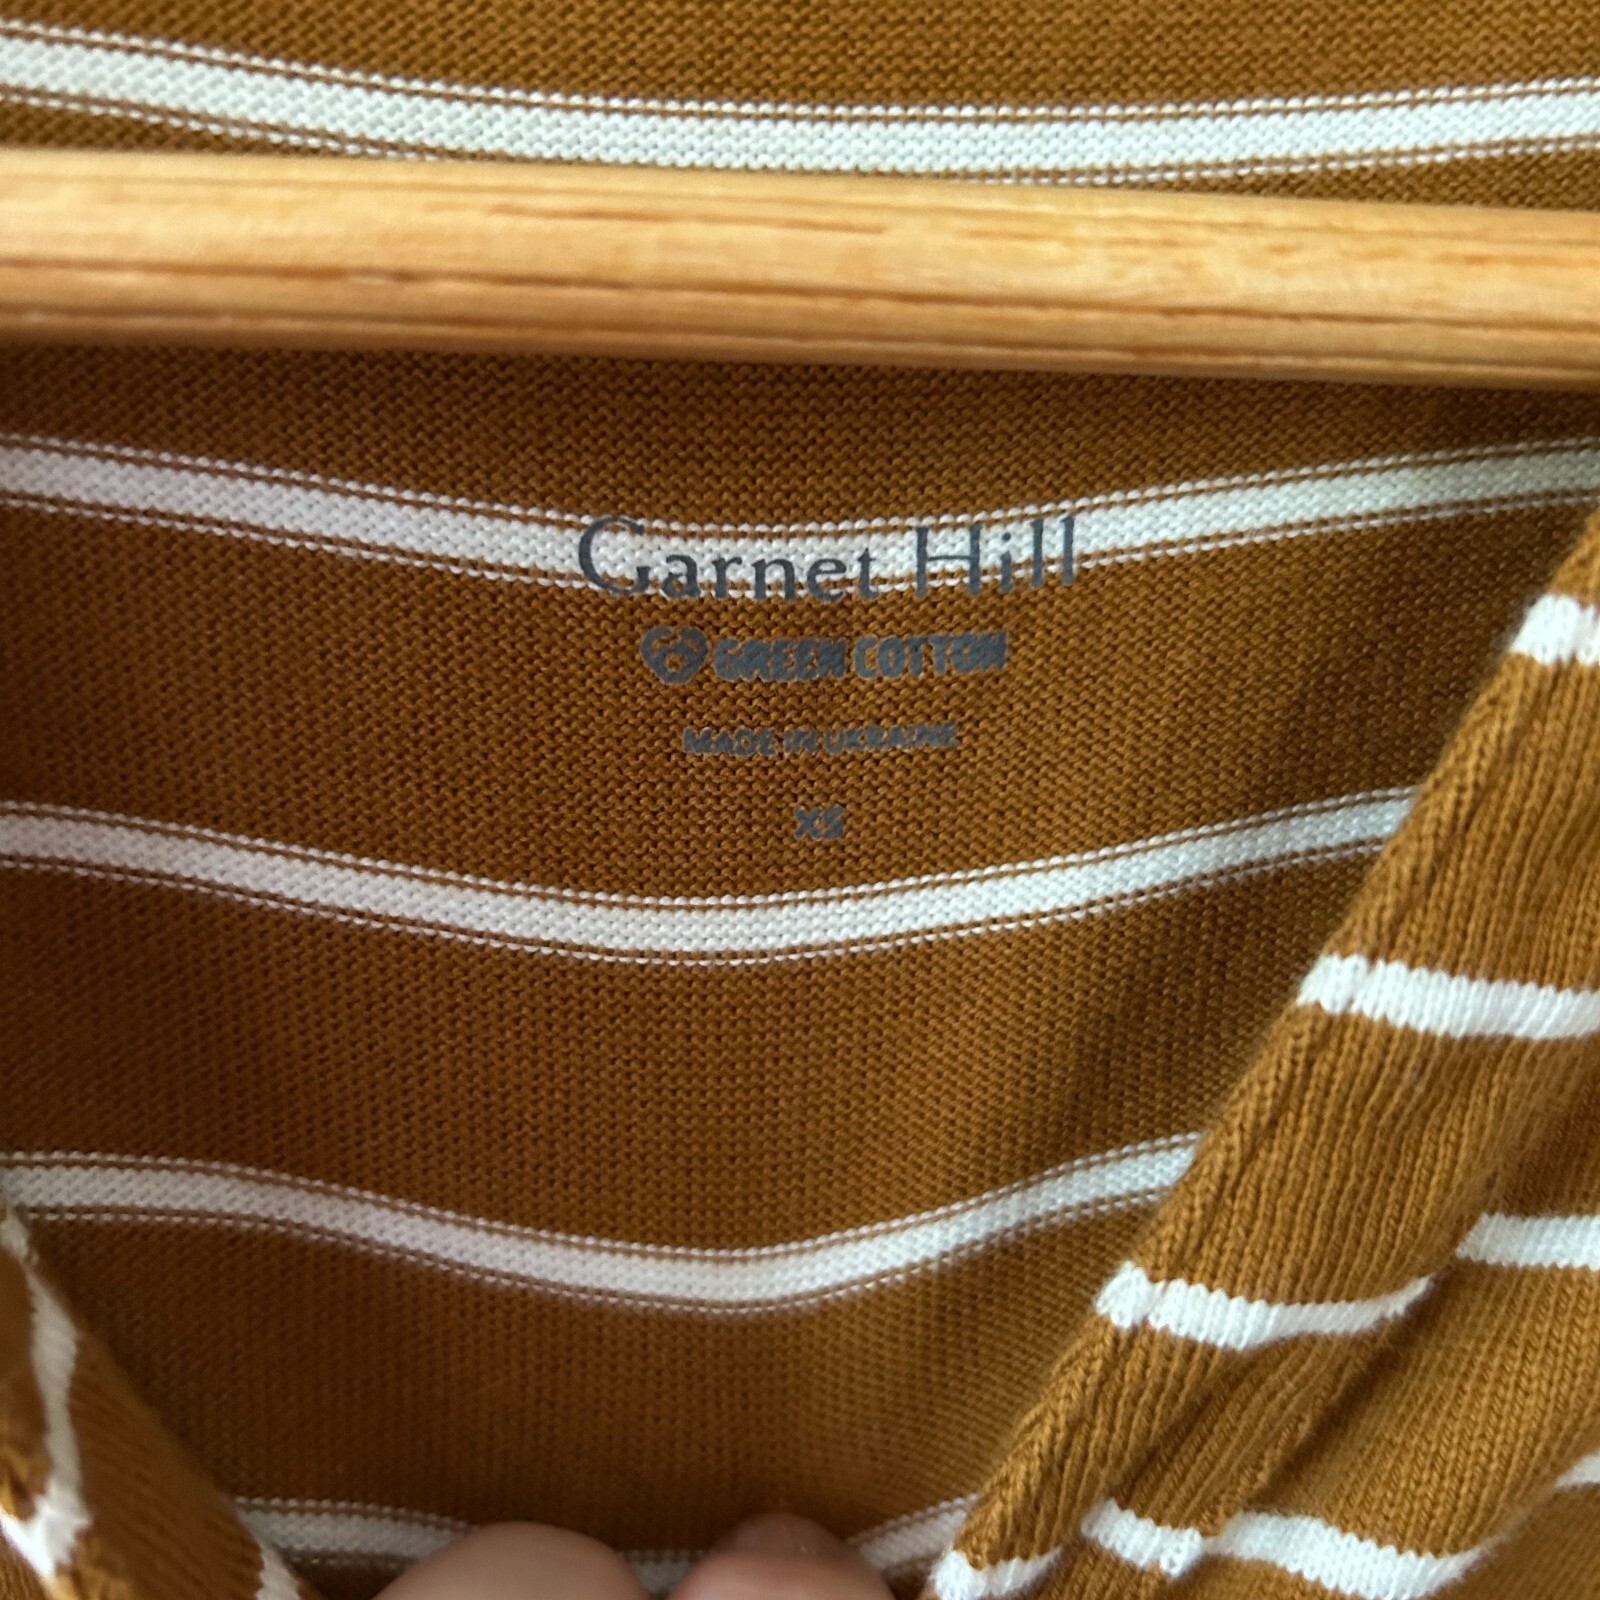 Garnet Hill
GREEN COTTON
MADE IN UKRAINE
XS